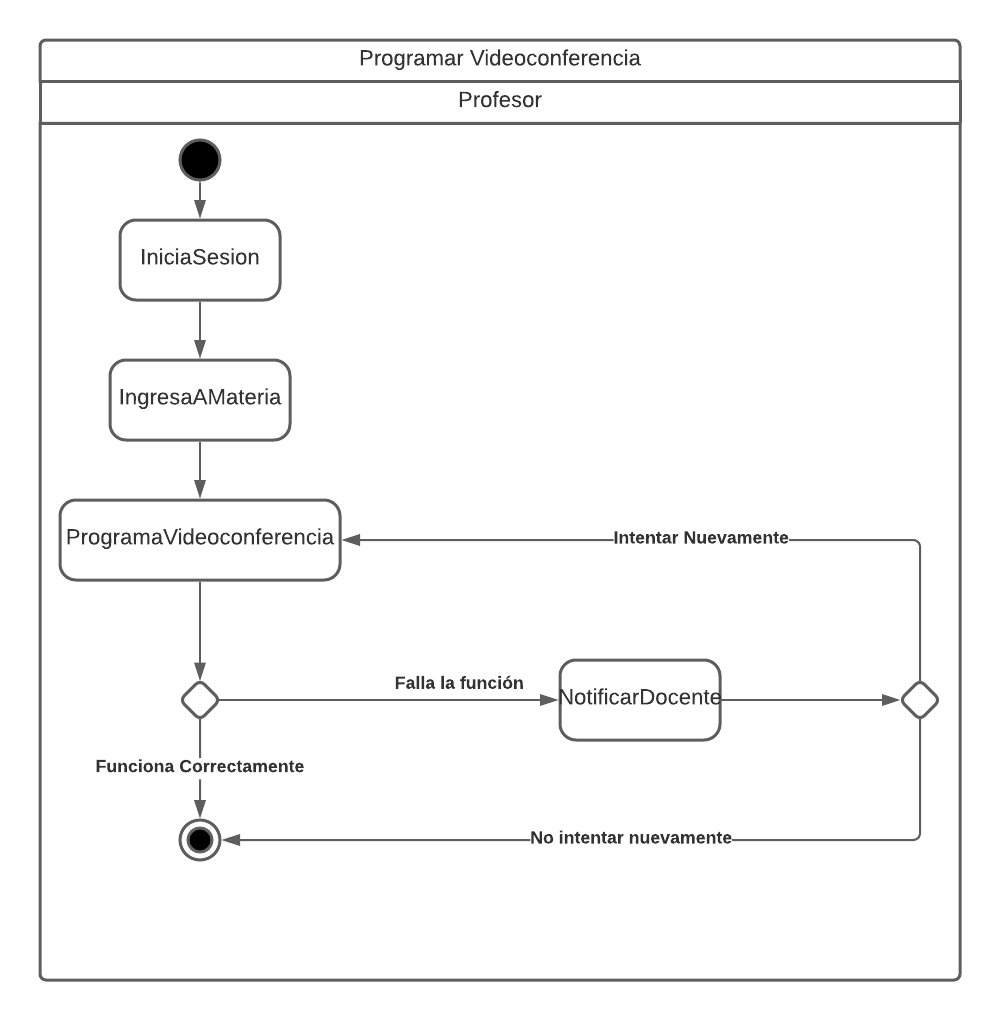 Programar Videoconferencia
Profesor
IniciaSesion
IngresaAMateria
ProgramaVideoconferencia
Intentar Nuevamente
Falla la función
NotificarDocente
Funciona Correctamente
No intentar nuevamente